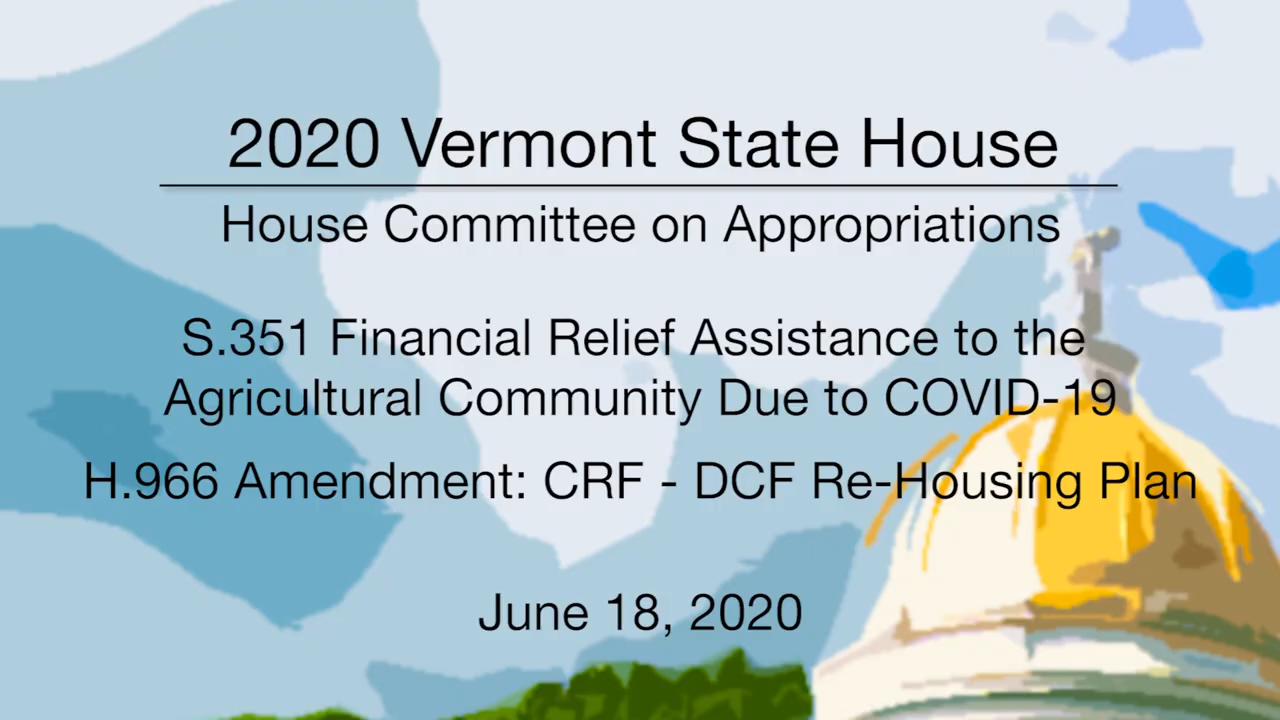 2020 Vermont State House
House Committee on Appropriations
S.351 Financial Relief Assistance to the
Agricultural Community Due to COVID-19
H.966 Amendment: CRF - DCF Re-Housing Plan
June 18, 2020